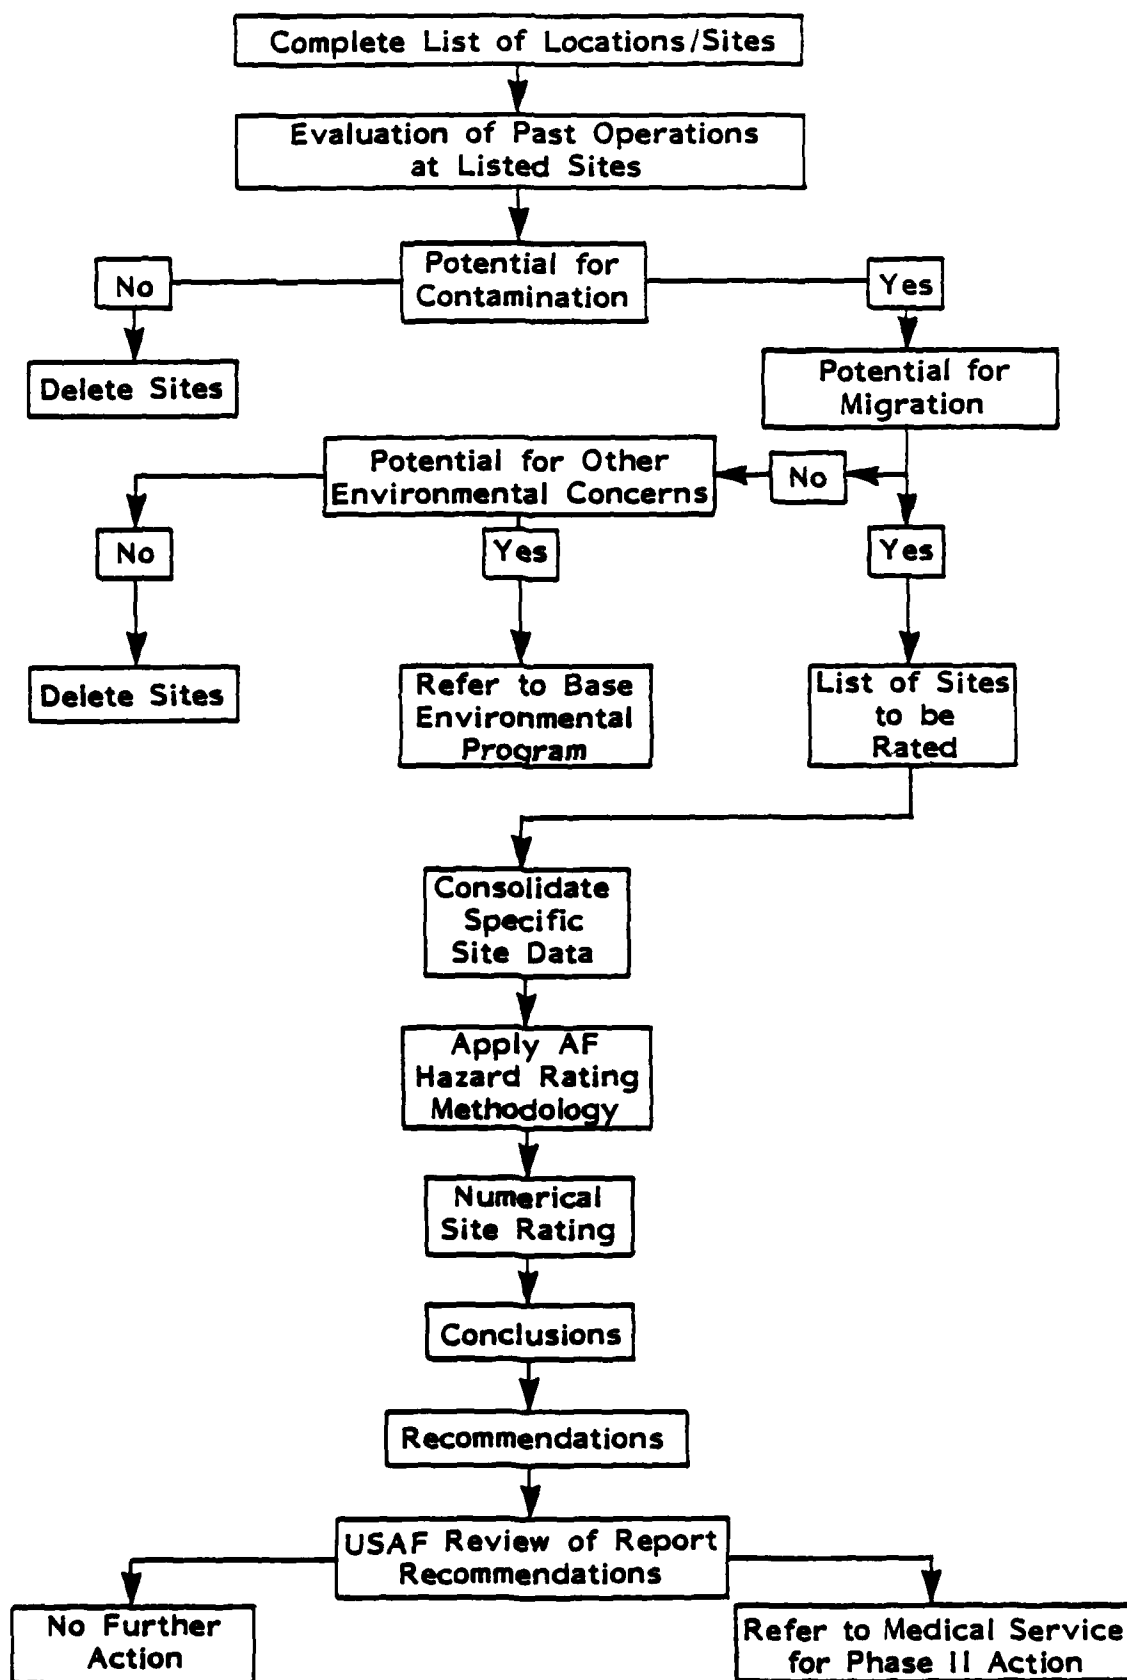 Complete List of Locations/Sites
Evaluation of Past Operations
at Listed Sites
Potential for
Contamination
No
Yes
Delete Sites
Potential for
Migration
Potential for Other
Environmental Concerns
No
No
Yes
Yes
Delete Sites
Refer to Base
Environmental
Program
List of Sites
to be
Rated
Consolidate
Specific
Site Data
Apply AF
Hazard Rating
Methodology
Numerical
Site Rating
Conclusions
Recommendations
USAF Review of Report
Recommendations
No Further
Action
Refer to Medical Service
for Phase II Action